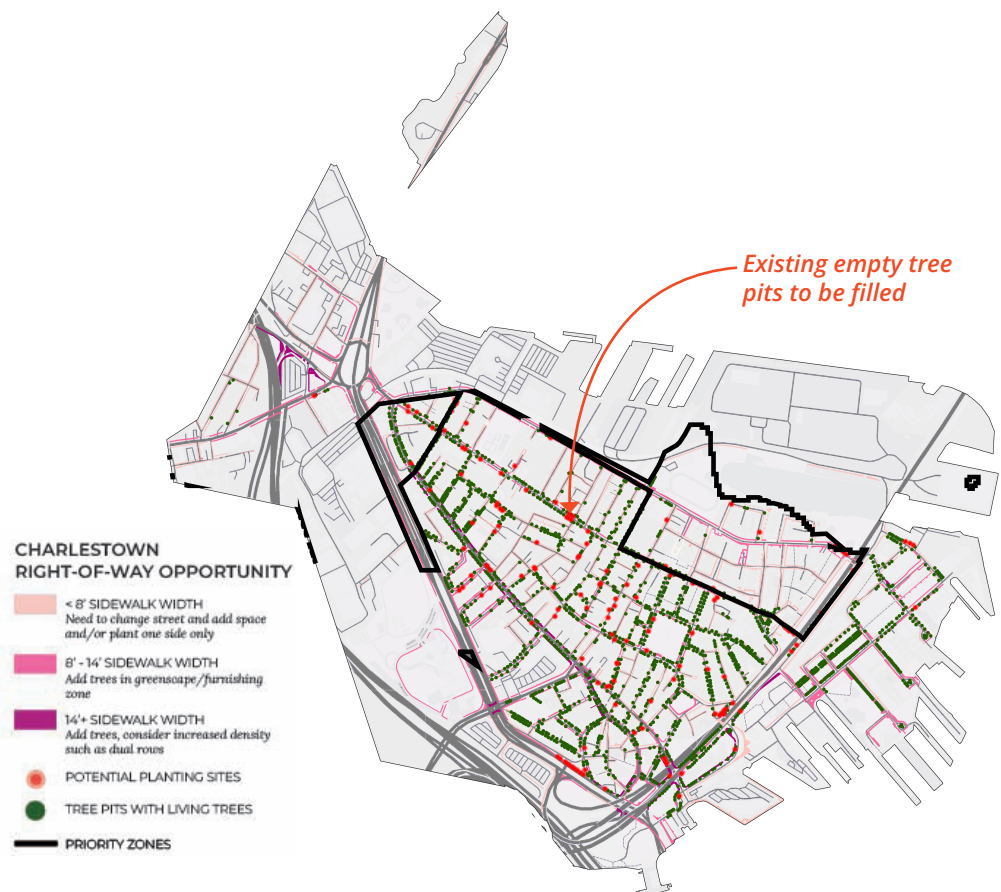 Existing empty tree
pits to be filled
CHARLESTOWN
RIGHT-OF-WAY OPPORTUNITY
< 8' SIDEWALK WIDTH
Need to change street and add space
and/or plant one side only
8' - 14' SIDEWALK WIDTH
Add trees in greenscape/furnishing
zone
14'+ SIDEWALK WIDTH
Add trees, consider increased density
such as dual rows
POTENTIAL PLANTING SITES
TREE PITS WITH LIVING TREES
PRIORITY ZONES